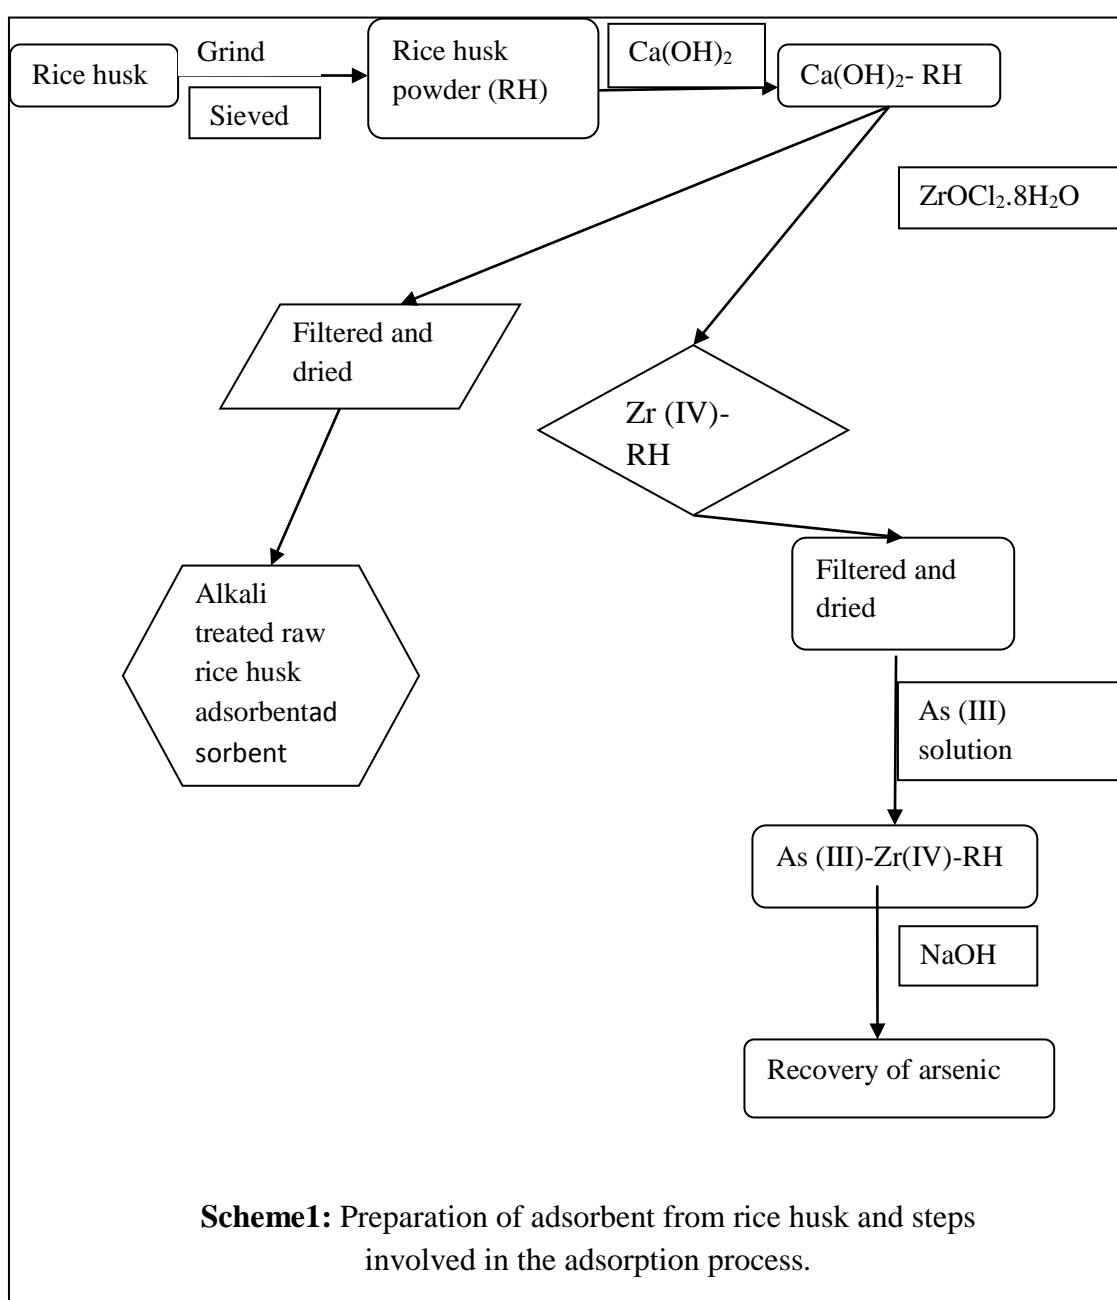 Rice husk
Grind
Sieved
Rice husk
powder (RH)
Ca(OH)₂
Ca(OH)₂- RH
ZrOCl₂.8H₂O
Filtered and
dried
Zr (IV)-
RH
Filtered and
dried
Alkali
treated raw
rice husk
adsorbentad
sorbent
As (III)
solution
As (III)-Zr(IV)-RH
NaOH
Recovery of arsenic
Scheme1: Preparation of adsorbent from rice husk and steps
involved in the adsorption process.